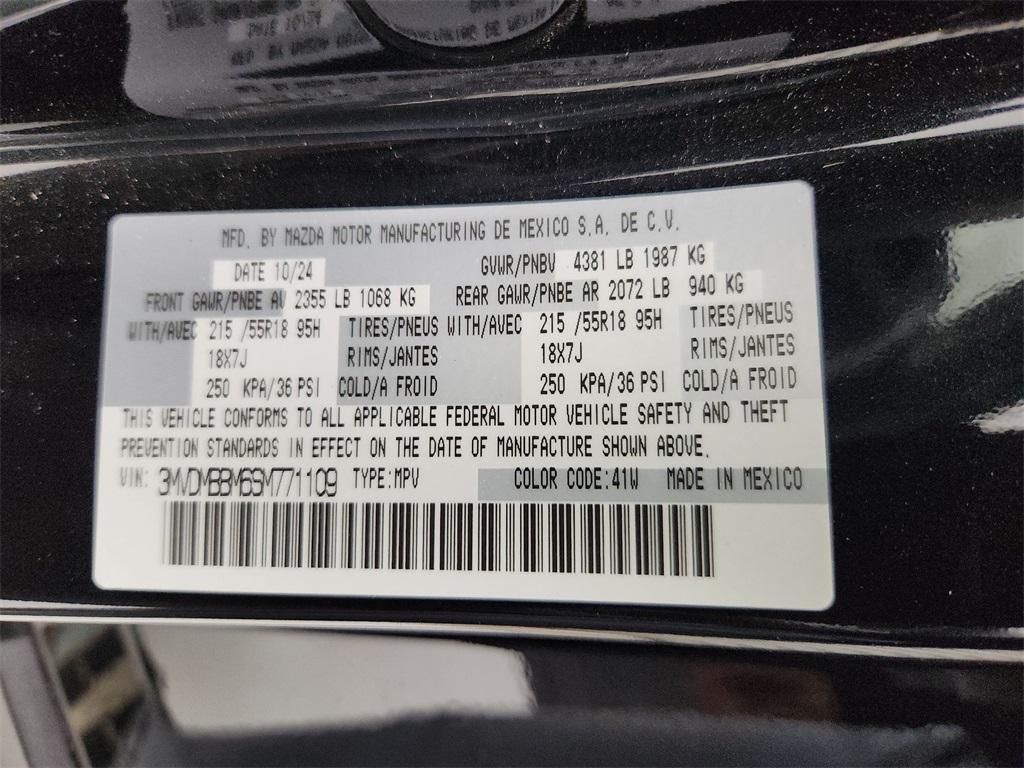 MFD. BY MAZDA MOTOR MANUFACTURING DE MEXICO S.A. DE C.V.
DATE 10/24 GVWR/PNBV 4381 LB 1987 KG
FRONT GAWR/PNBE AV 2355 LB 1068 KG REAR GAWR/PNBE AR 2072 LB 940 KG
WITH/AVEC 215 /55R18 95H TIRES/PNEUS WITH/AVEC 215 /55R18 95H TIRES/PNEUS
18X7J RIMS/JANTES 18X7J RIMS/JANTES
250 KPA/36 PSI COLD/A FROID 250 KPA/36 PSI COLD/A FROID
THIS VEHICLE CONFORMS TO ALL APPLICABLE FEDERAL MOTOR VEHICLE SAFETY AND THEFT
PREVENTION STANDARDS IN EFFECT ON THE DATE OF MANUFACTURE SHOWN ABOVE.
VIN: 3MVDMBBM6SM771109 TYPE:MPV COLOR CODE:41W MADE IN MEXICO